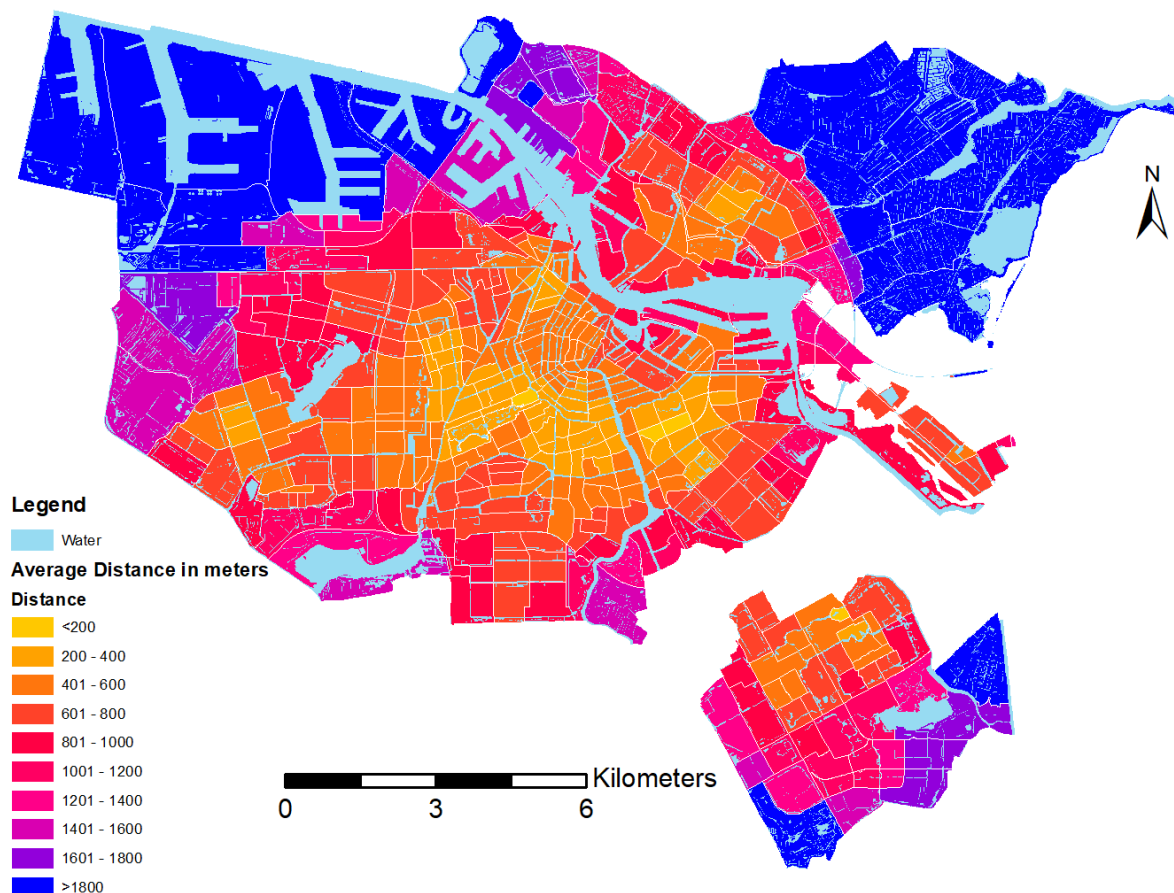 N
Legend
Water
Average Distance in meters
Distance
<200
200 - 400
401 - 600
601 - 800
801 - 1000
1001 - 1200
1201 - 1400
1401 - 1600
1601 - 1800
>1800
Kilometers
0 3 6